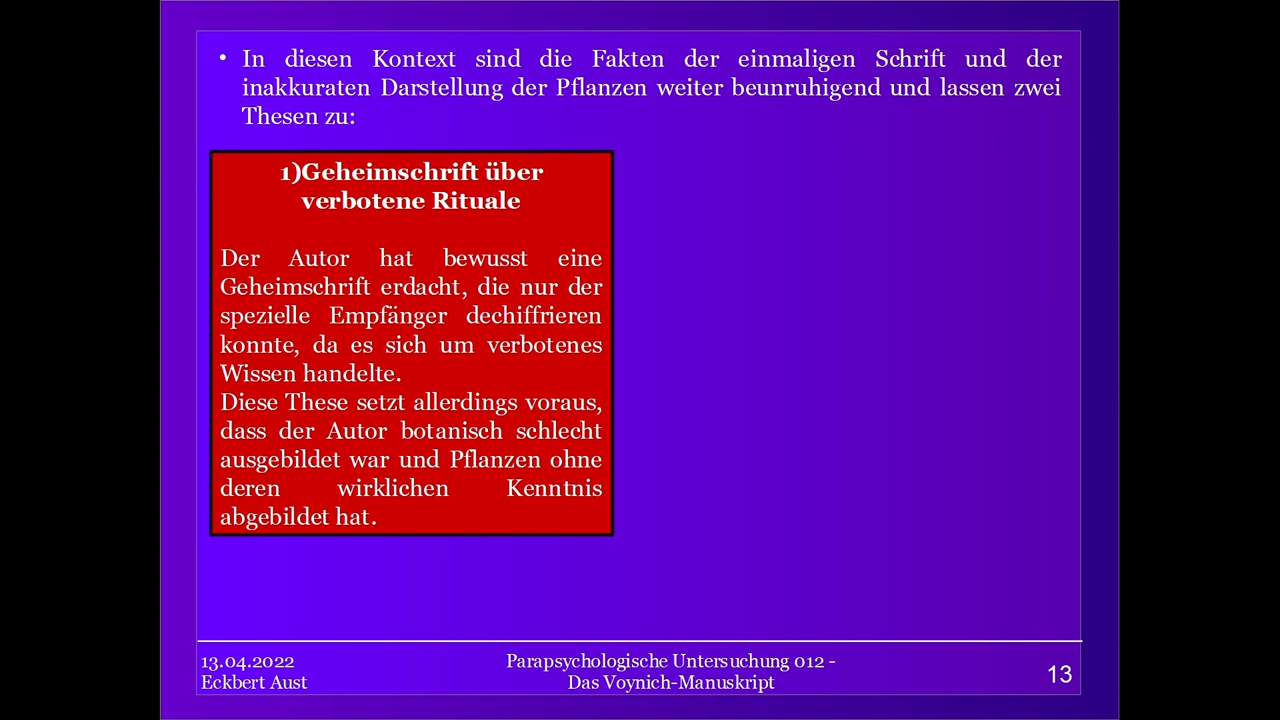 • In diesen Kontext sind die Fakten der einmaligen Schrift und der
inakkuraten Darstellung der Pflanzen weiter beunruhigend und lassen zwei
Thesen zu:
1)Geheimschrift über
verbotene Rituale
Der Autor hat bewusst eine
Geheimschrift erdacht, die nur der
spezielle Empfänger dechiffrieren
konnte, da es sich um verbotenes
Wissen handelte.
Diese These setzt allerdings voraus,
dass der Autor botanisch schlecht
ausgebildet war und Pflanzen ohne
deren wirklichen Kenntnis
abgebildet hat.
13.04.2022
Eckbert Aust
Parapsychologische Untersuchung 012 -
Das Voynich-Manuskript
13